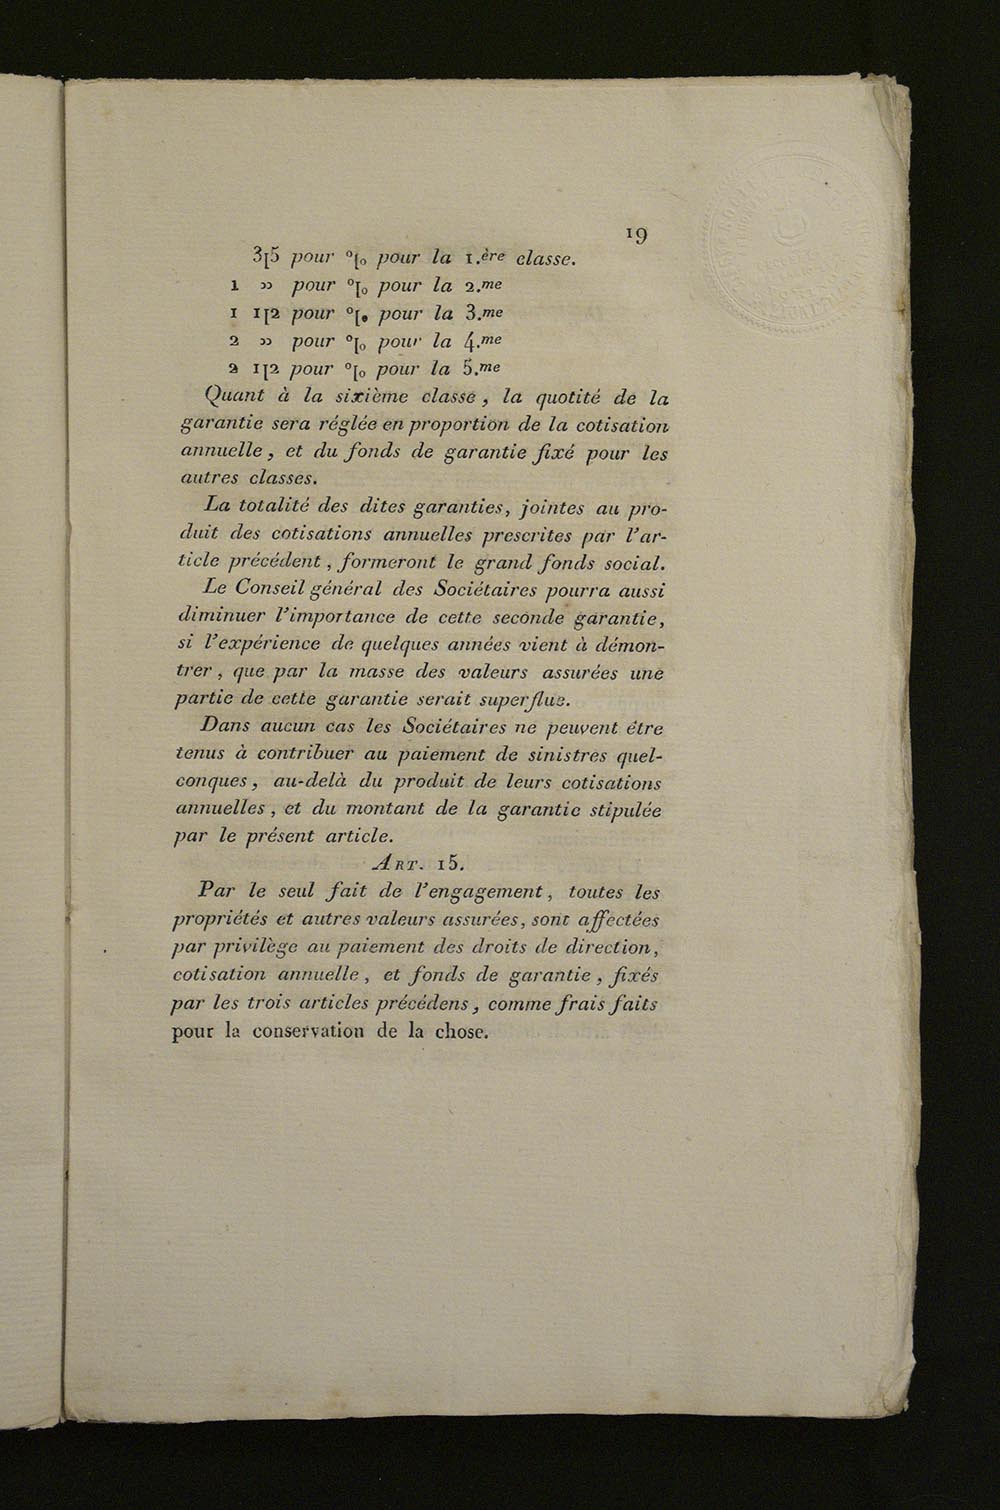 19
3[5 pour °[₀ pour la 1.ère classe.
1 » pour °[₀ pour la 2.me
1 1[2 pour °[₀ pour la 3.me
2 » pour °[₀ pour la 4.me
2 1[2 pour °[₀ pour la 5.me
Quant à la sixième classe, la quotité de la
garantie sera réglée en proportion de la cotisation
annuelle, et du fonds de garantie fixé pour les
autres classes.
La totalité des dites garanties, jointes au pro-
duit des cotisations annuelles prescrites par l'ar-
ticle précédent, formeront le grand fonds social.
Le Conseil général des Sociétaires pourra aussi
diminuer l'importance de cette seconde garantie,
si l'expérience de quelques années vient à démon-
trer, que par la masse des valeurs assurées une
partie de cette garantie serait superflue.
Dans aucun cas les Sociétaires ne peuvent être
tenus à contribuer au paiement de sinistres quel-
conques, au-delà du produit de leurs cotisations
annuelles, et du montant de la garantie stipulée
par le présent article.
ART. 15.
Par le seul fait de l'engagement, toutes les
propriétés et autres valeurs assurées, sont affectées
par privilège au paiement des droits de direction,
cotisation annuelle, et fonds de garantie, fixés
par les trois articles précédens, comme frais faits
pour la conservation de la chose.